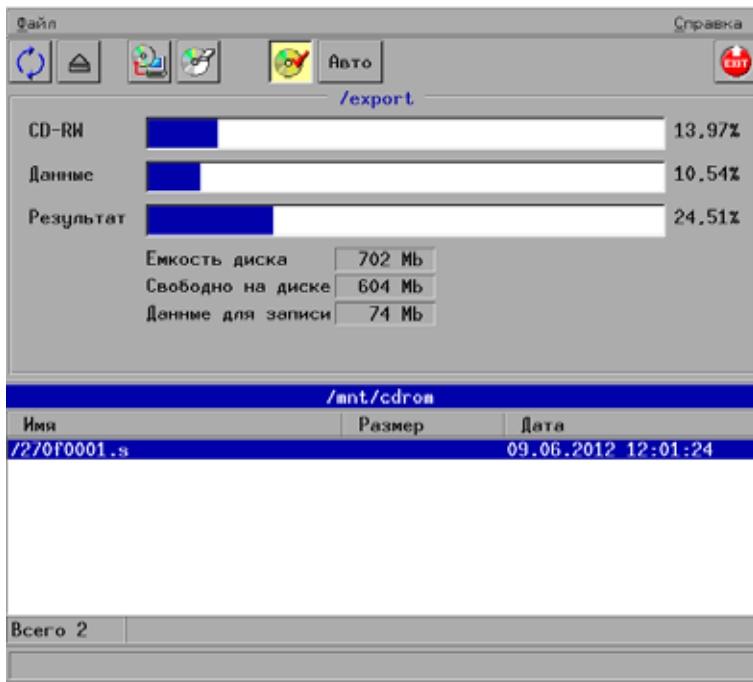 Файл Справка
Авто EXIT
/export
CD-RW 13,97%
Данные 10,54%
Результат 24,51%
Емкость диска 702 Mb
Свободно на диске 604 Mb
Данные для записи 74 Mb
/mnt/cdrom
Имя Размер Дата
/270f0001.s 09.06.2012 12:01:24
Всего 2